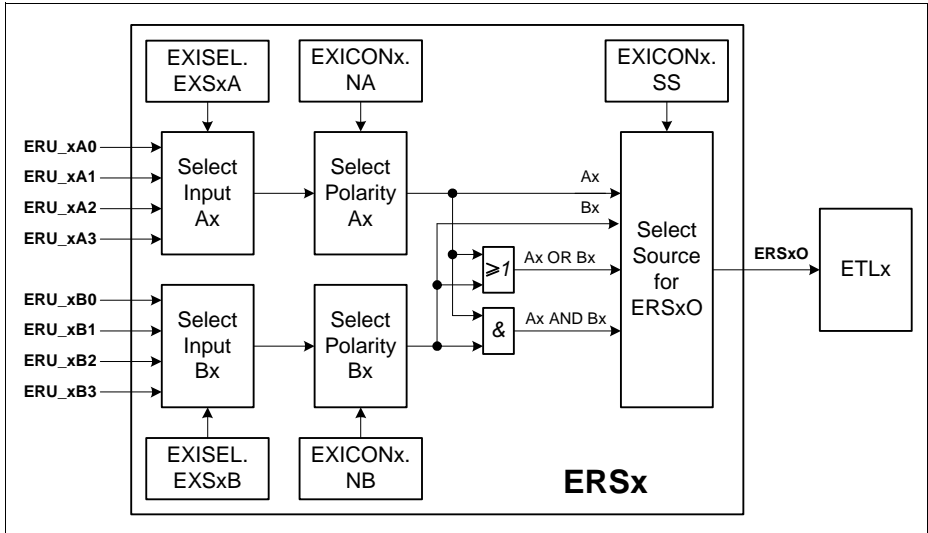 EXISEL.
EXSxA
EXICONx.
NA
EXICONx.
SS
ERU_xA0
ERU_xA1
ERU_xA2
ERU_xA3
Select
Input
Ax
Select
Polarity
Ax
Ax
Bx
⩾1
Ax OR Bx
&
Ax AND Bx
Select
Source
for
ERSxO
ERSxO
ETLx
ERU_xB0
ERU_xB1
ERU_xB2
ERU_xB3
Select
Input
Bx
Select
Polarity
Bx
EXISEL.
EXSxB
EXICONx.
NB
ERSx